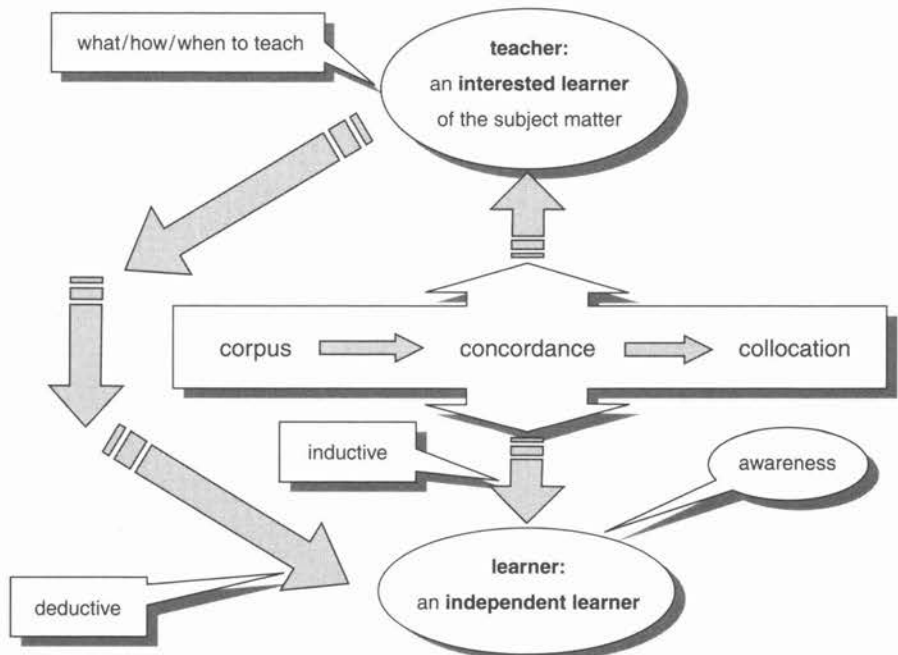 what/how/when to teach
teacher:
an interested learner
of the subject matter
corpus
concordance
collocation
inductive
awareness
learner:
an independent learner
deductive